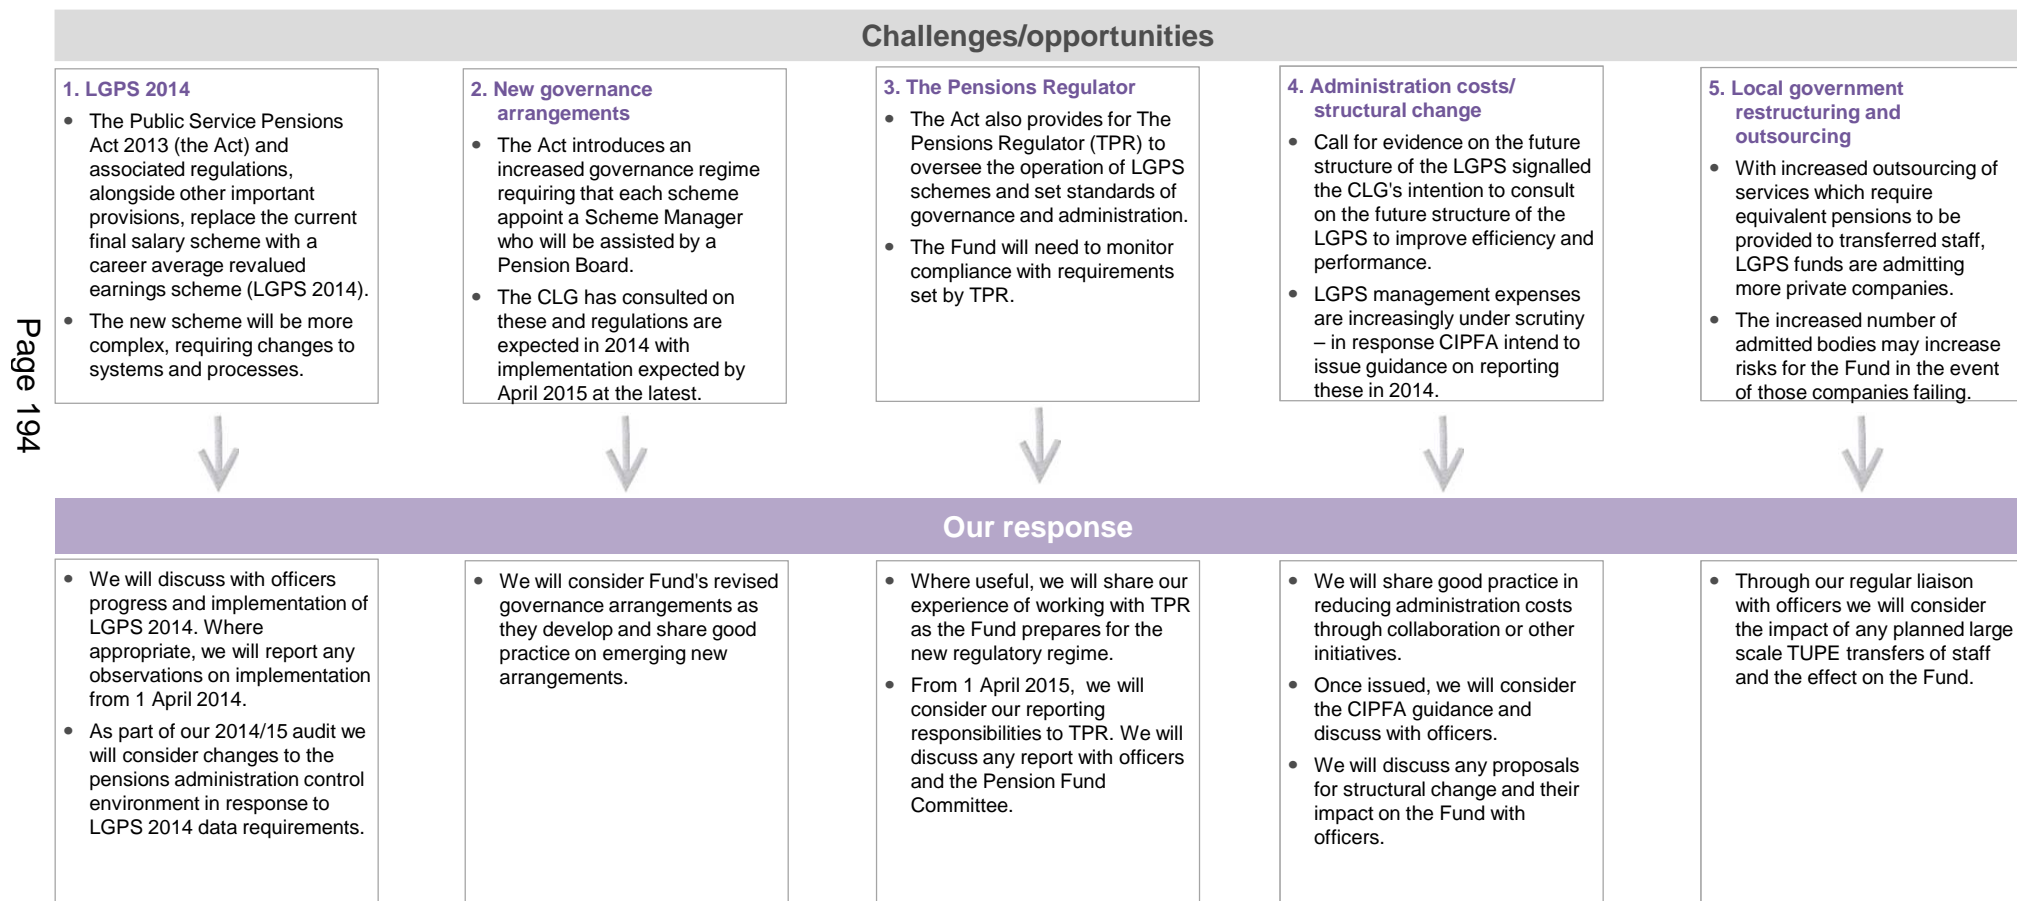 Challenges/opportunities
1. LGPS 2014
• The Public Service Pensions
Act 2013 (the Act) and
associated regulations,
alongside other important
provisions, replace the current
final salary scheme with a
career average revalued
earnings scheme (LGPS 2014).
• The new scheme will be more
complex, requiring changes to
systems and processes.
2. New governance
arrangements
• The Act introduces an
increased governance regime
requiring that each scheme
appoint a Scheme Manager
who will be assisted by a
Pension Board.
• The CLG has consulted on
these and regulations are
expected in 2014 with
implementation expected by
April 2015 at the latest.
3. The Pensions Regulator
• The Act also provides for The
Pensions Regulator (TPR) to
oversee the operation of LGPS
schemes and set standards of
governance and administration.
• The Fund will need to monitor
compliance with requirements
set by TPR.
4. Administration costs/
structural change
• Call for evidence on the future
structure of the LGPS signalled
the CLG's intention to consult
on the future structure of the
LGPS to improve efficiency and
performance.
• LGPS management expenses
are increasingly under scrutiny
– in response CIPFA intend to
issue guidance on reporting
these in 2014.
5. Local government
restructuring and
outsourcing
• With increased outsourcing of
services which require
equivalent pensions to be
provided to transferred staff,
LGPS funds are admitting
more private companies.
• The increased number of
admitted bodies may increase
risks for the Fund in the event
of those companies failing.
Page 194
Our response
• We will discuss with officers
progress and implementation of
LGPS 2014. Where
appropriate, we will report any
observations on implementation
from 1 April 2014.
• As part of our 2014/15 audit we
will consider changes to the
pensions administration control
environment in response to
LGPS 2014 data requirements.
• We will consider Fund's revised
governance arrangements as
they develop and share good
practice on emerging new
arrangements.
• Where useful, we will share our
experience of working with TPR
as the Fund prepares for the
new regulatory regime.
• From 1 April 2015, we will
consider our reporting
responsibilities to TPR. We will
discuss any report with officers
and the Pension Fund
Committee.
• We will share good practice in
reducing administration costs
through collaboration or other
initiatives.
• Once issued, we will consider
the CIPFA guidance and
discuss with officers.
• We will discuss any proposals
for structural change and their
impact on the Fund with
officers.
• Through our regular liaison
with officers we will consider
the impact of any planned large
scale TUPE transfers of staff
and the effect on the Fund.